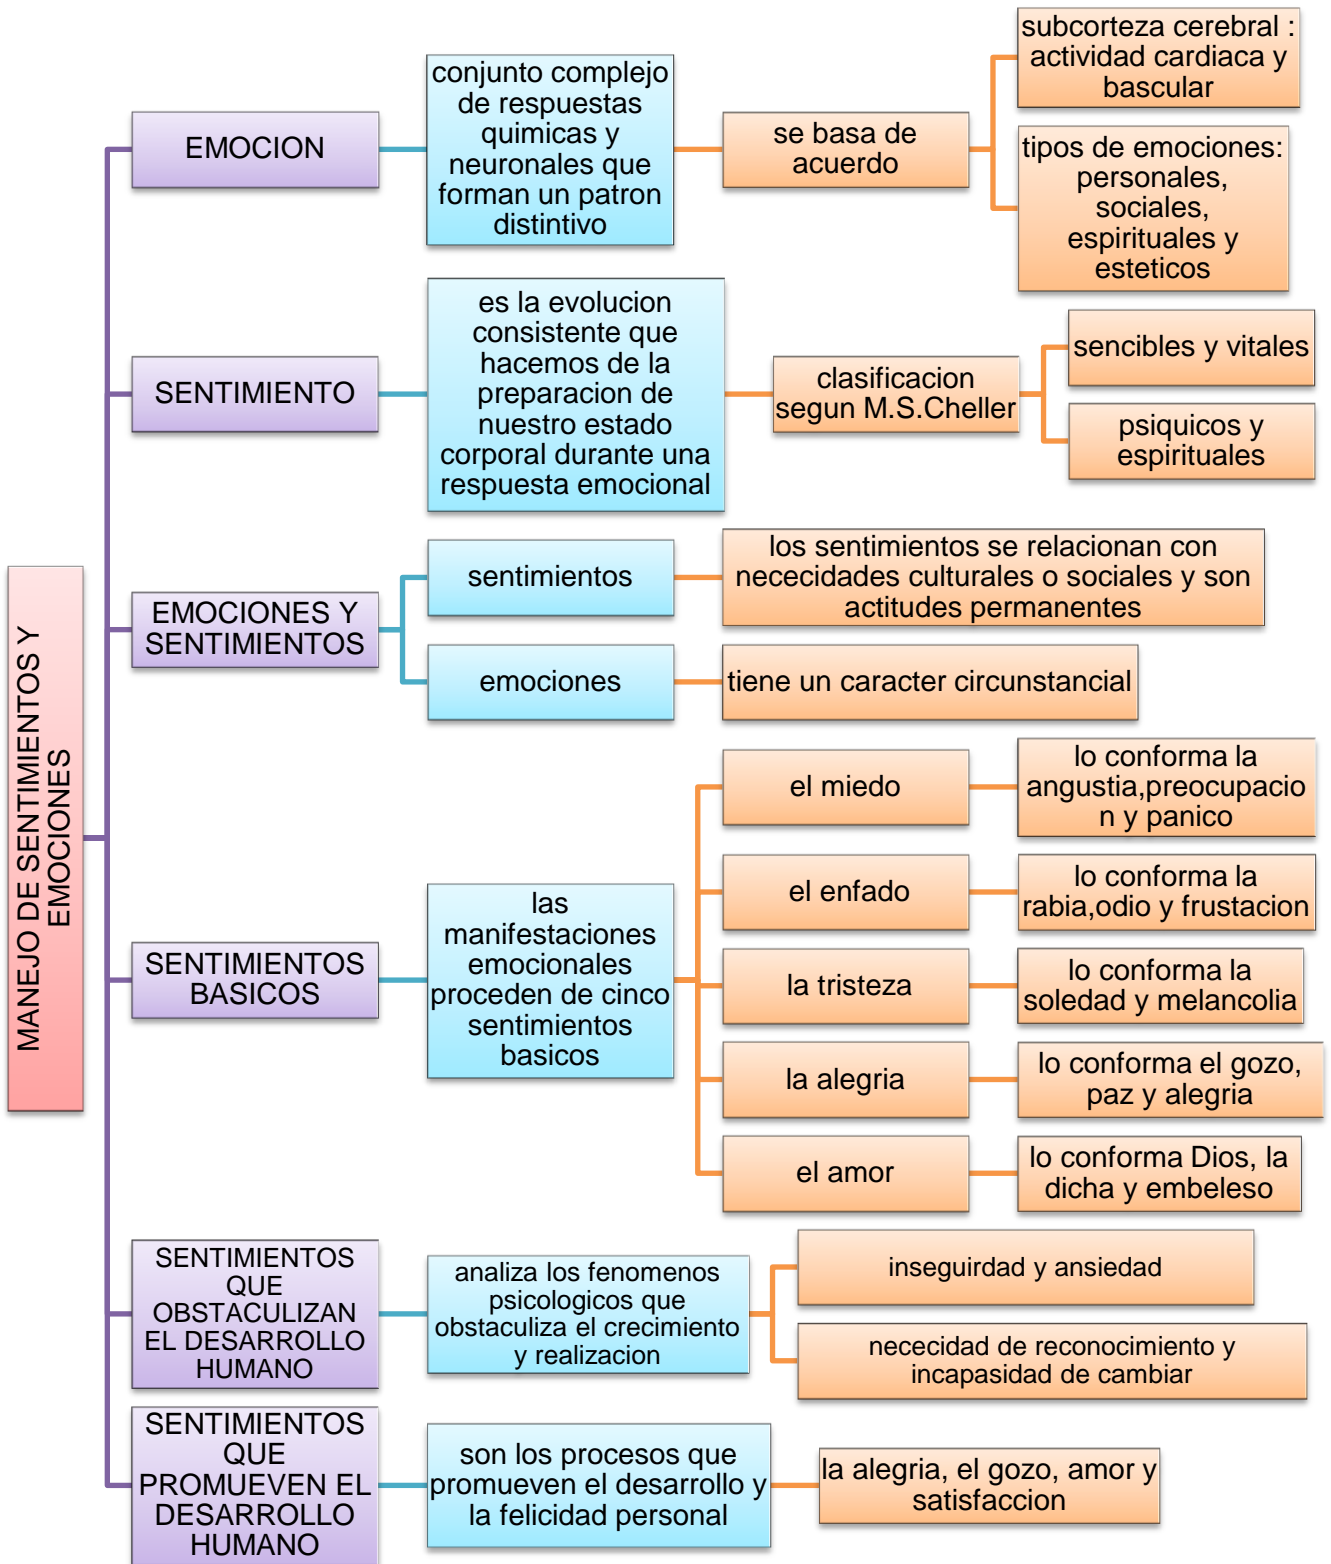 MANEJO DE SENTIMIENTOS Y
EMOCIONES
EMOCION
conjunto complejo
de respuestas
quimicas y
neuronales que
forman un patron
distintivo
se basa de
acuerdo
subcorteza cerebral :
actividad cardiaca y
bascular
tipos de emociones:
personales,
sociales,
espirituales y
esteticos
SENTIMIENTO
es la evolucion
consistente que
hacemos de la
preparacion de
nuestro estado
corporal durante una
respuesta emocional
clasificacion
segun M.S.Cheller
sencibles y vitales
psiquicos y
espirituales
EMOCIONES Y
SENTIMIENTOS
sentimientos
los sentimientos se relacionan con
nececidades culturales o sociales y son
actitudes permanentes
emociones
tiene un caracter circunstancial
SENTIMIENTOS
BASICOS
las
manifestaciones
emocionales
proceden de cinco
sentimientos
basicos
el miedo
lo conforma la
angustia,preocupacio
n y panico
el enfado
lo conforma la
rabia,odio y frustacion
la tristeza
lo conforma la
soledad y melancolia
la alegria
lo conforma el gozo,
paz y alegria
el amor
lo conforma Dios, la
dicha y embeleso
SENTIMIENTOS
QUE
OBSTACULIZAN
EL DESARROLLO
HUMANO
analiza los fenomenos
psicologicos que
obstaculiza el crecimiento
y realizacion
inseguirdad y ansiedad
nececidad de reconocimiento y
incapasidad de cambiar
SENTIMIENTOS
QUE
PROMUEVEN EL
DESARROLLO
HUMANO
son los procesos que
promueven el desarrollo y
la felicidad personal
la alegria, el gozo, amor y
satisfaccion